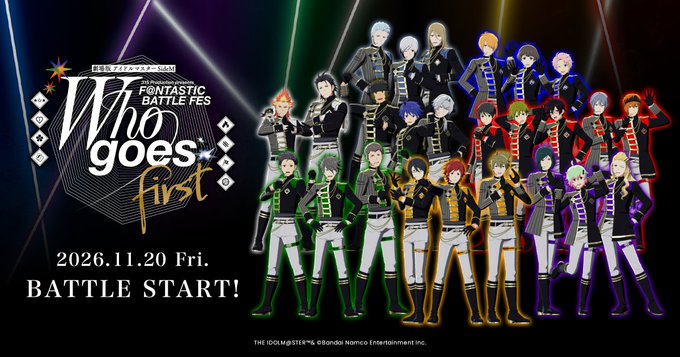 劇場版 アイドルマスター SideM
315 Production presents
F@NTASTIC
BATTLE FES
Who
goes
first
2026.11.20 Fri.
BATTLE START!
THE IDOLM@STER™& ©Bandai Namco Entertainment Inc.